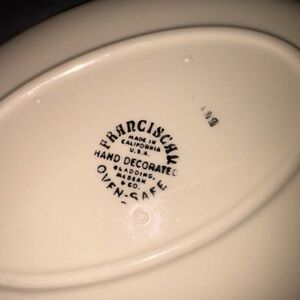 FRANCISCAN
MADE IN
CALIFORNIA
U.S.A.
HAND DECORATED
GLADDING,
McBEAN
& CO.
OVEN-SAFE